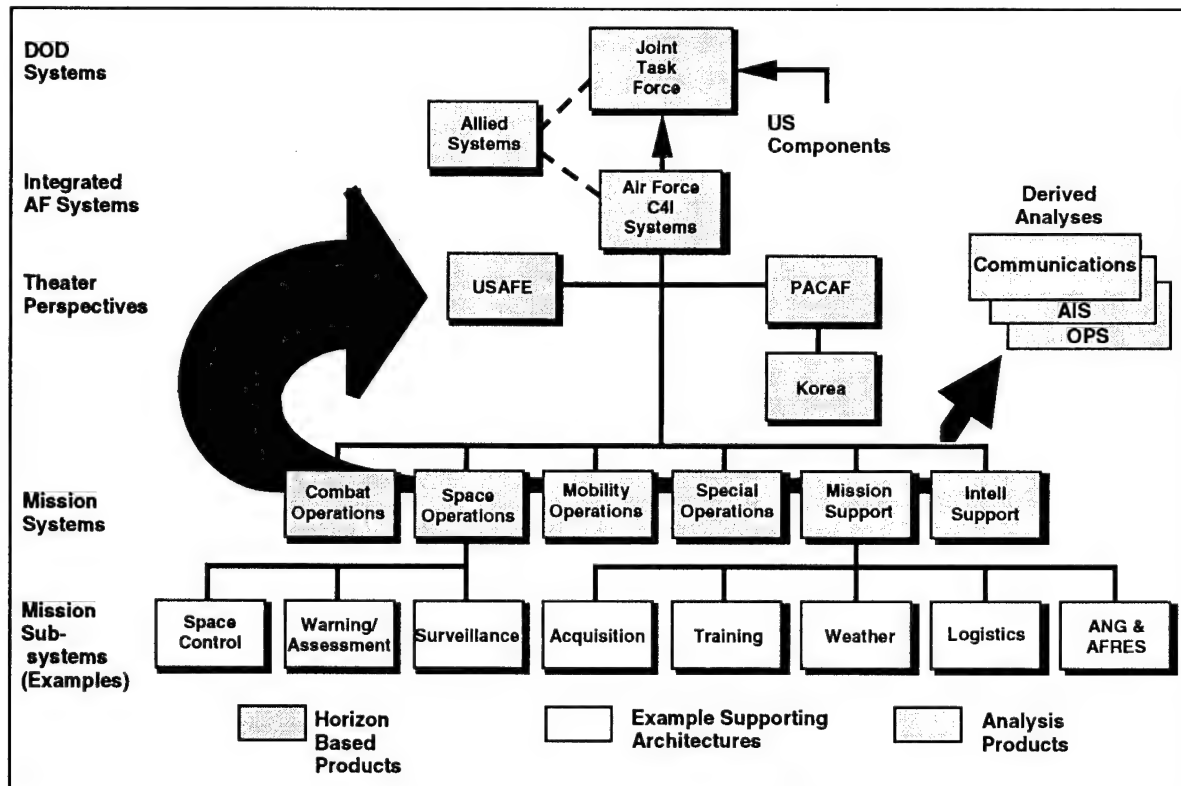 DOD
Systems
Joint
Task
Force
Allied
Systems
US
Components
Integrated
AF Systems
Air Force
C4I
Systems
Derived
Analyses
Communications
AIS
OPS
Theater
Perspectives
USAFE
PACAF
Korea
Mission
Systems
Combat
Operations
Space
Operations
Mobility
Operations
Special
Operations
Mission
Support
Intell
Support
Mission
Sub-
systems
(Examples)
Space
Control
Warning/
Assessment
Surveillance
Acquisition
Training
Weather
Logistics
ANG &
AFRES
Horizon
Based
Products
Example Supporting
Architectures
Analysis
Products